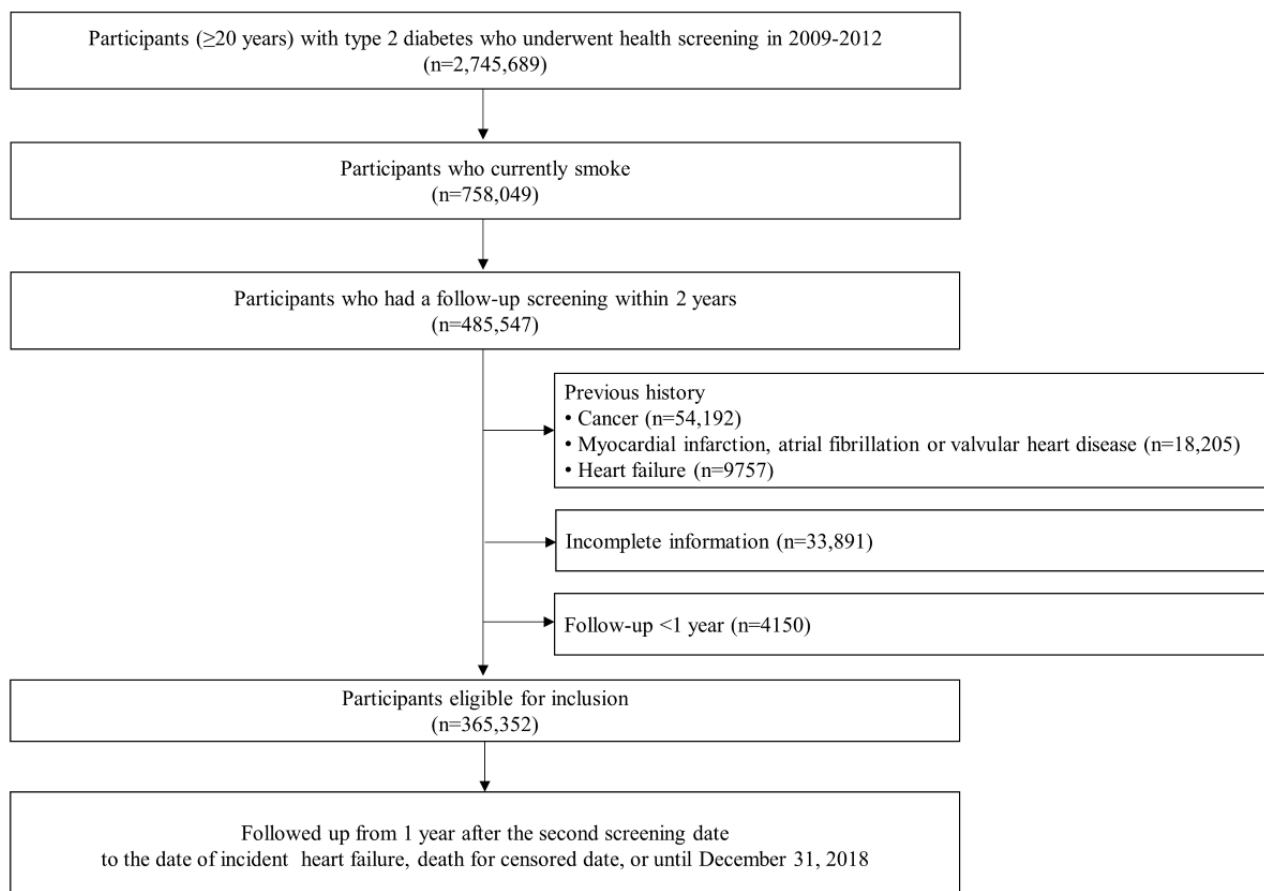 Participants (≥20 years) with type 2 diabetes who underwent health screening in 2009-2012
(n=2,745,689)
Participants who currently smoke
(n=758,049)
Participants who had a follow-up screening within 2 years
(n=485,547)
Previous history
• Cancer (n=54,192)
• Myocardial infarction, atrial fibrillation or valvular heart disease (n=18,205)
• Heart failure (n=9757)
Incomplete information (n=33,891)
Follow-up <1 year (n=4150)
Participants eligible for inclusion
(n=365,352)
Followed up from 1 year after the second screening date
to the date of incident heart failure, death for censored date, or until December 31, 2018